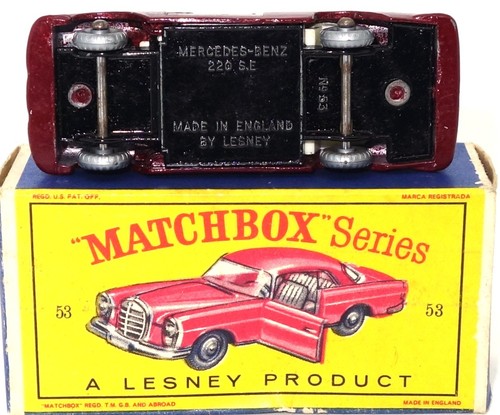 MERCEDES-BENZ
220 S.E
No 53
MADE IN ENGLAND
BY LESNEY
REGD. U.S. PAT. OFF.
MARCA REGISTRADA
"MATCHBOX" Series
53
53
A LESNEY PRODUCT
"MATCHBOX" REGD. T.M. G.B. AND ABROAD
MADE IN ENGLAND